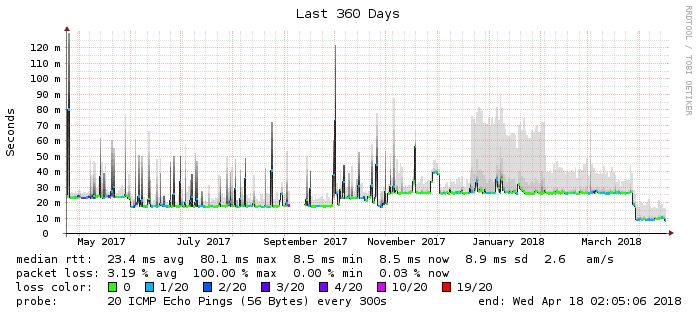 Last 360 Days
RRDTOOL / TOBI OETIKER
Seconds
120 m
110 m
100 m
90 m
80 m
70 m
60 m
50 m
40 m
30 m
20 m
10 m
0
May 2017 July 2017 September 2017 November 2017 January 2018 March 2018
median rtt: 23.4 ms avg 80.1 ms max 8.5 ms min 8.5 ms now 8.9 ms sd 2.6 am/s
packet loss: 3.19 % avg 100.00 % max 0.00 % min 0.03 % now
loss color: 0 1/20 2/20 3/20 4/20 10/20 19/20
probe: 20 ICMP Echo Pings (56 Bytes) every 300s end: Wed Apr 18 02:05:06 2018